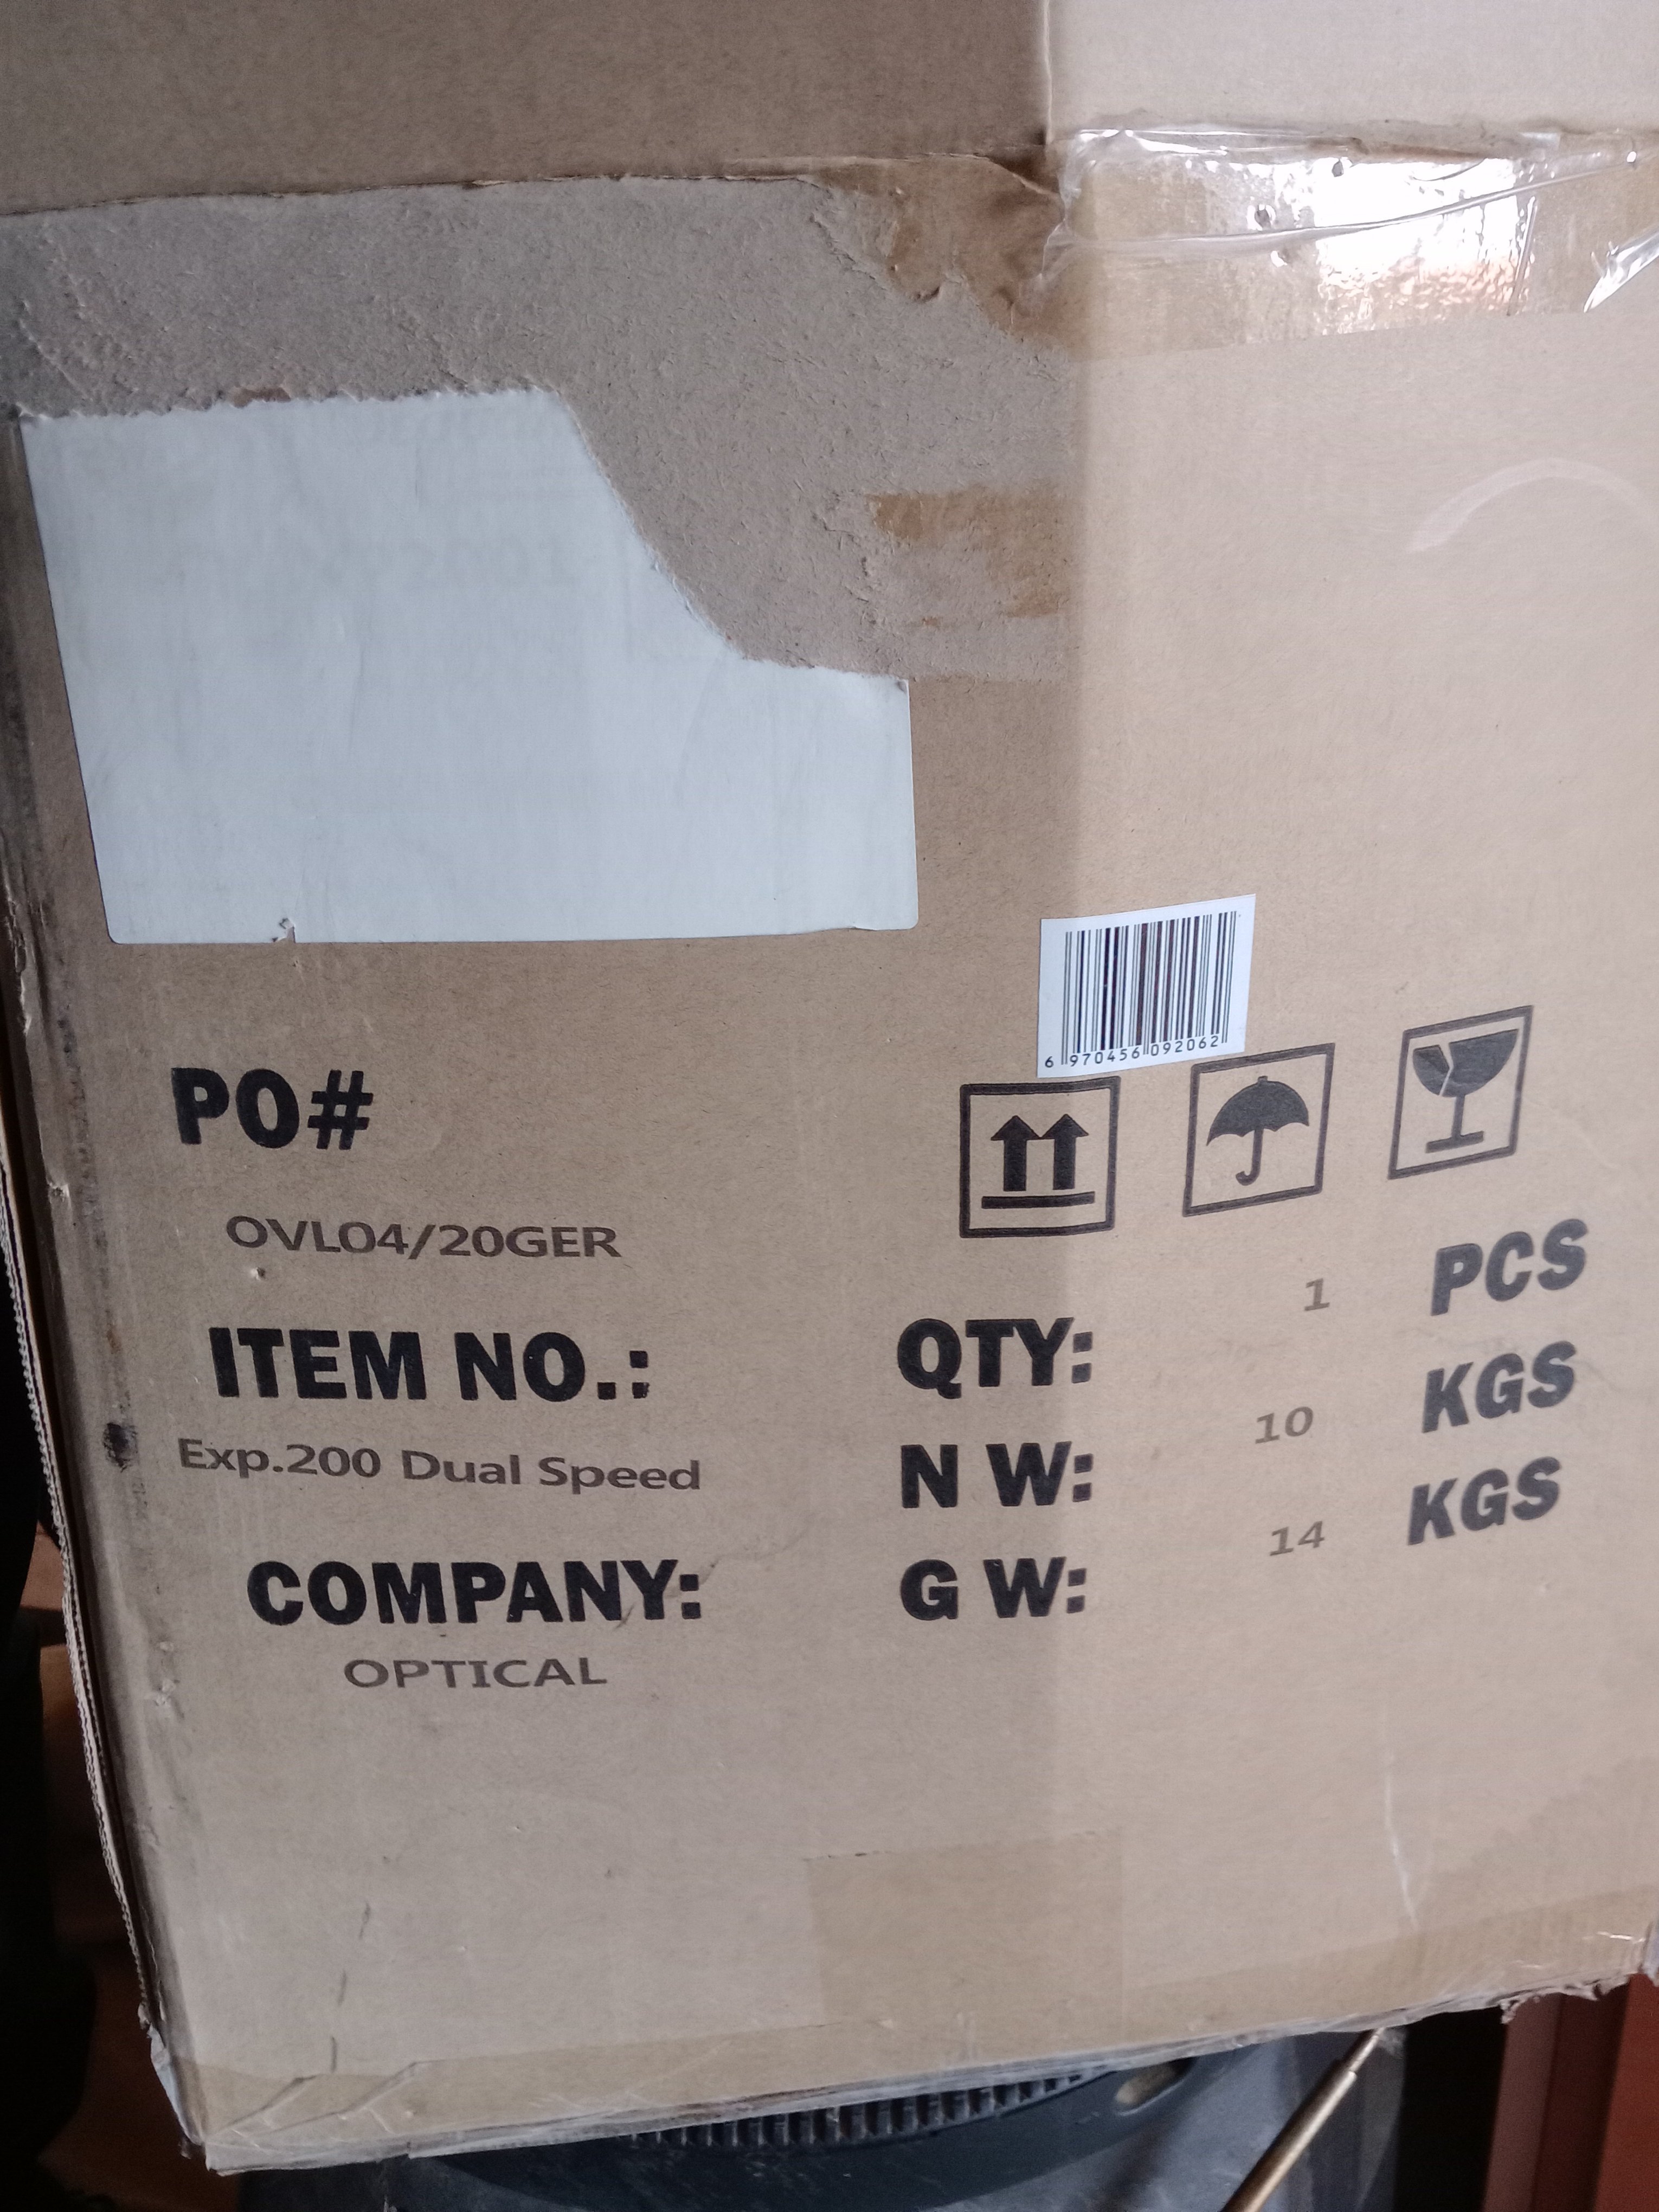 6 970456 092062
PO#
OVL04/20GER
ITEM NO.:
Exp.200 Dual Speed
COMPANY:
OPTICAL
QTY: 1 PCS
N W: 10 KGS
G W: 14 KGS